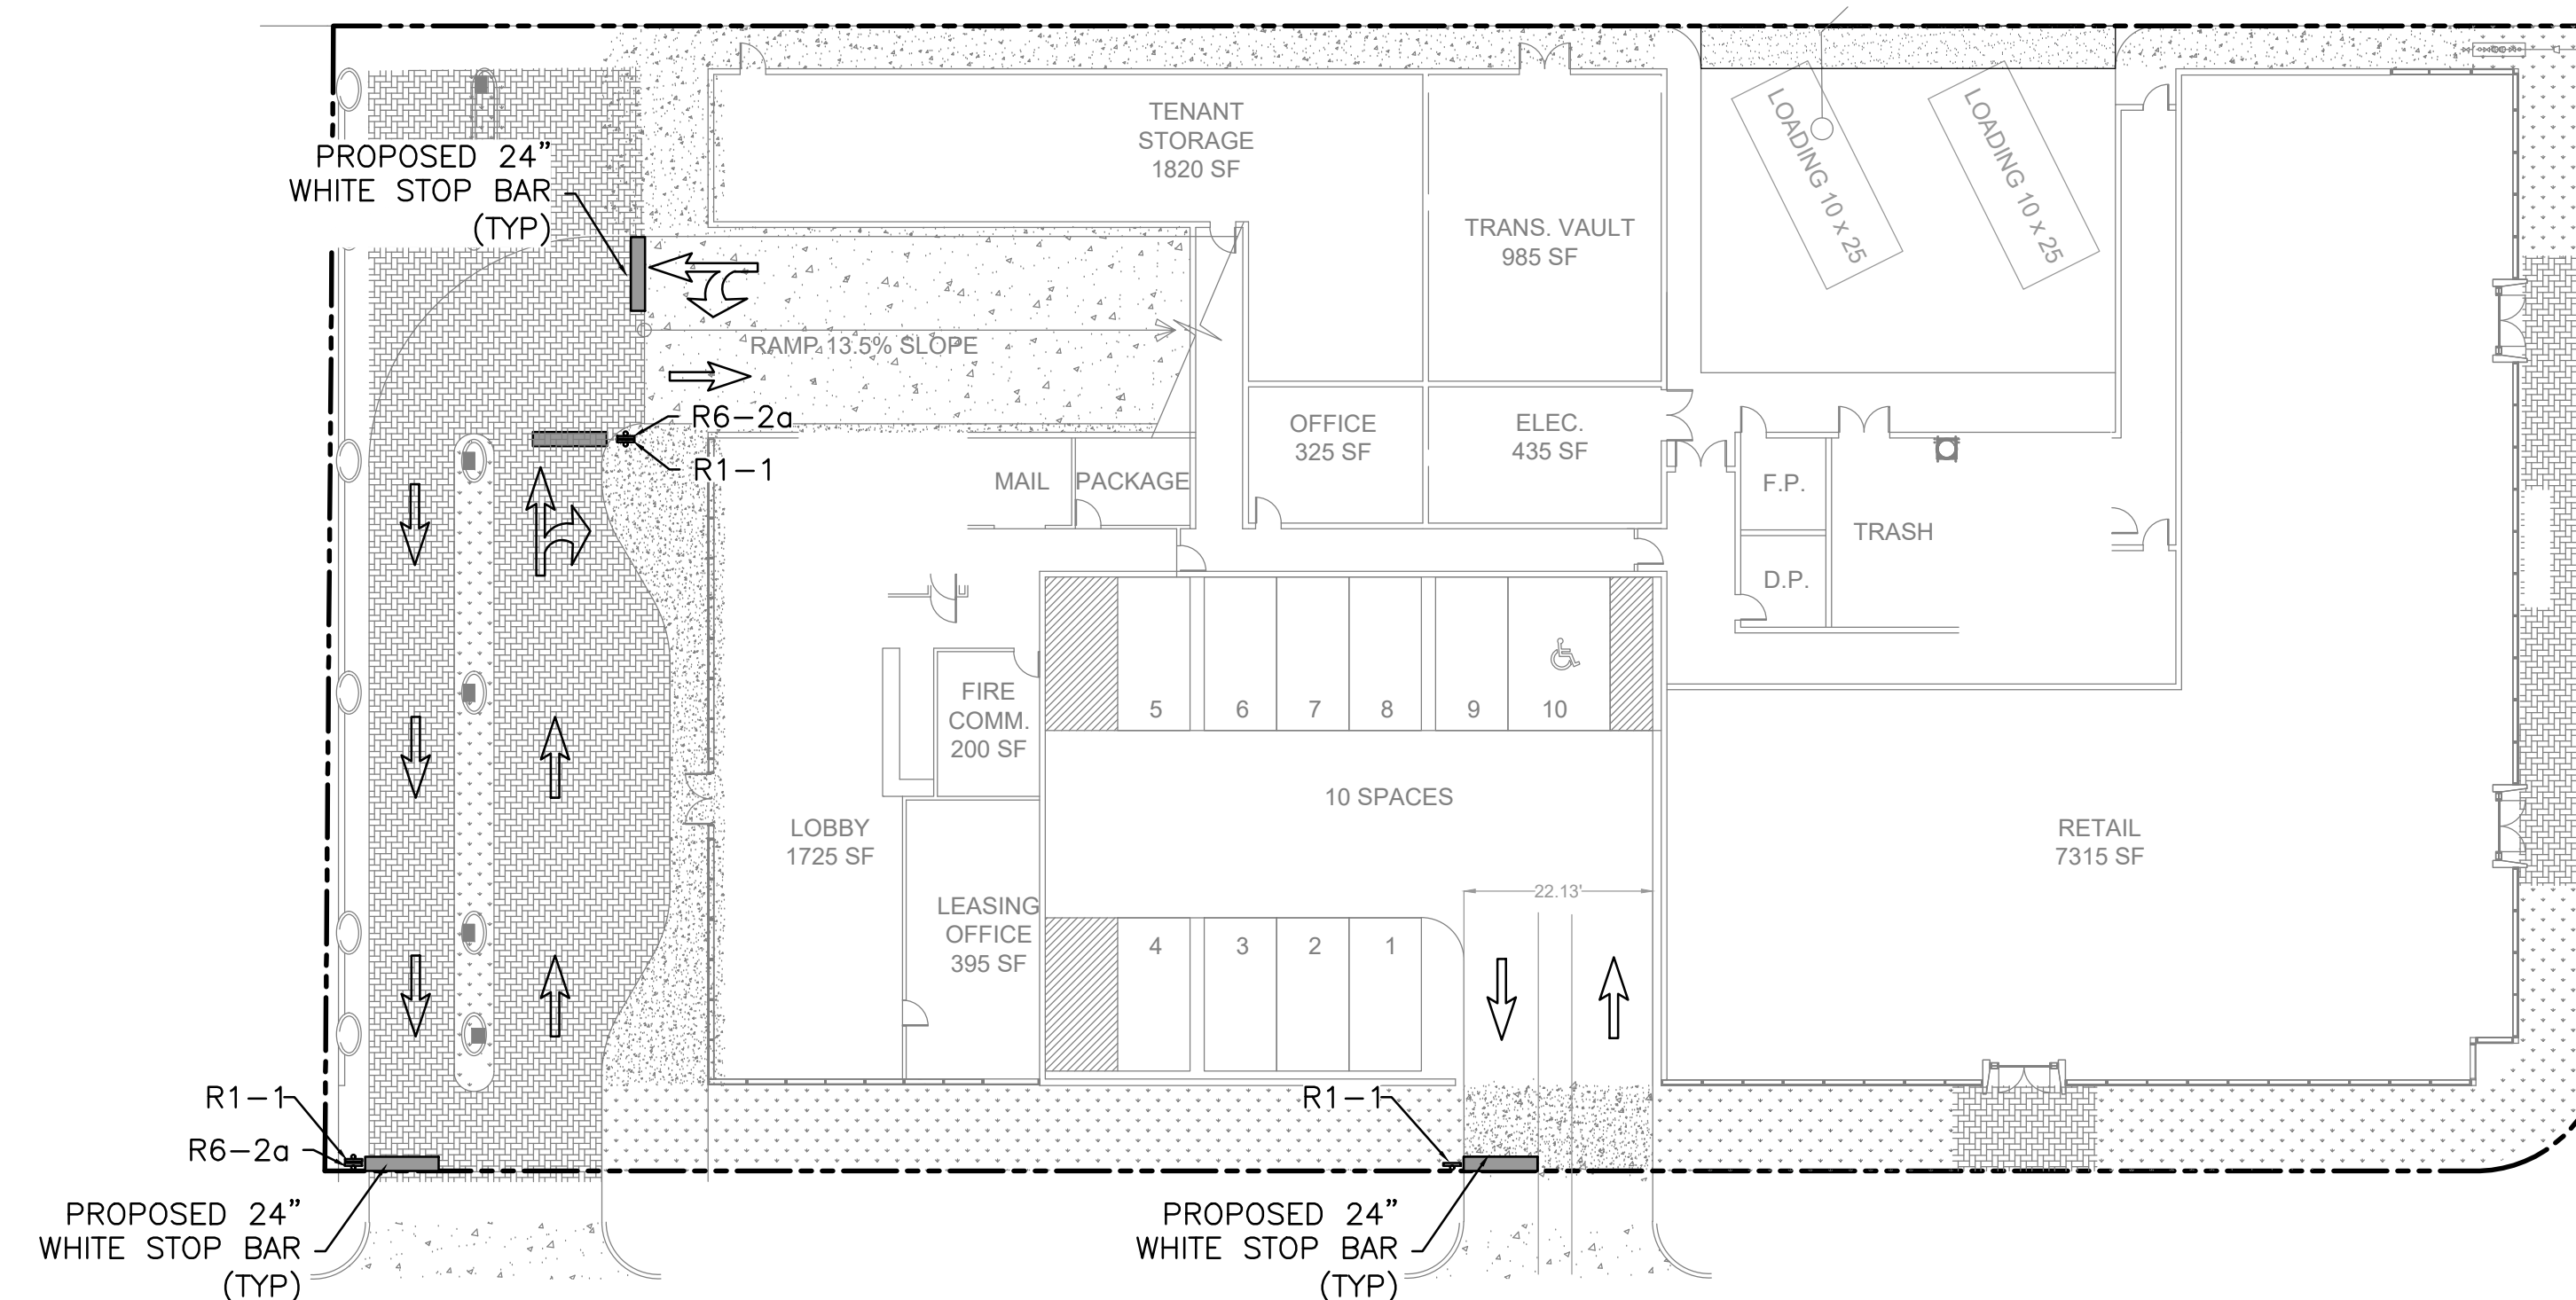 TENANT
STORAGE
1820 SF
LOADING 10 x 25
LOADING 10 x 25
PROPOSED 24”
WHITE STOP BAR
(TYP)
TRANS. VAULT
985 SF
RAMP 13.5% SLOPE
R6-2a
R1-1
OFFICE
325 SF
ELEC.
435 SF
MAIL
PACKAGE
F.P.
TRASH
D.P.
FIRE
COMM.
200 SF
5
6
7
8
9
10
10 SPACES
LOBBY
1725 SF
RETAIL
7315 SF
22.13'
LEASING
OFFICE
395 SF
4
3
2
1
R1-1
R6-2a
R1-1
PROPOSED 24”
WHITE STOP BAR
(TYP)
PROPOSED 24”
WHITE STOP BAR
(TYP)